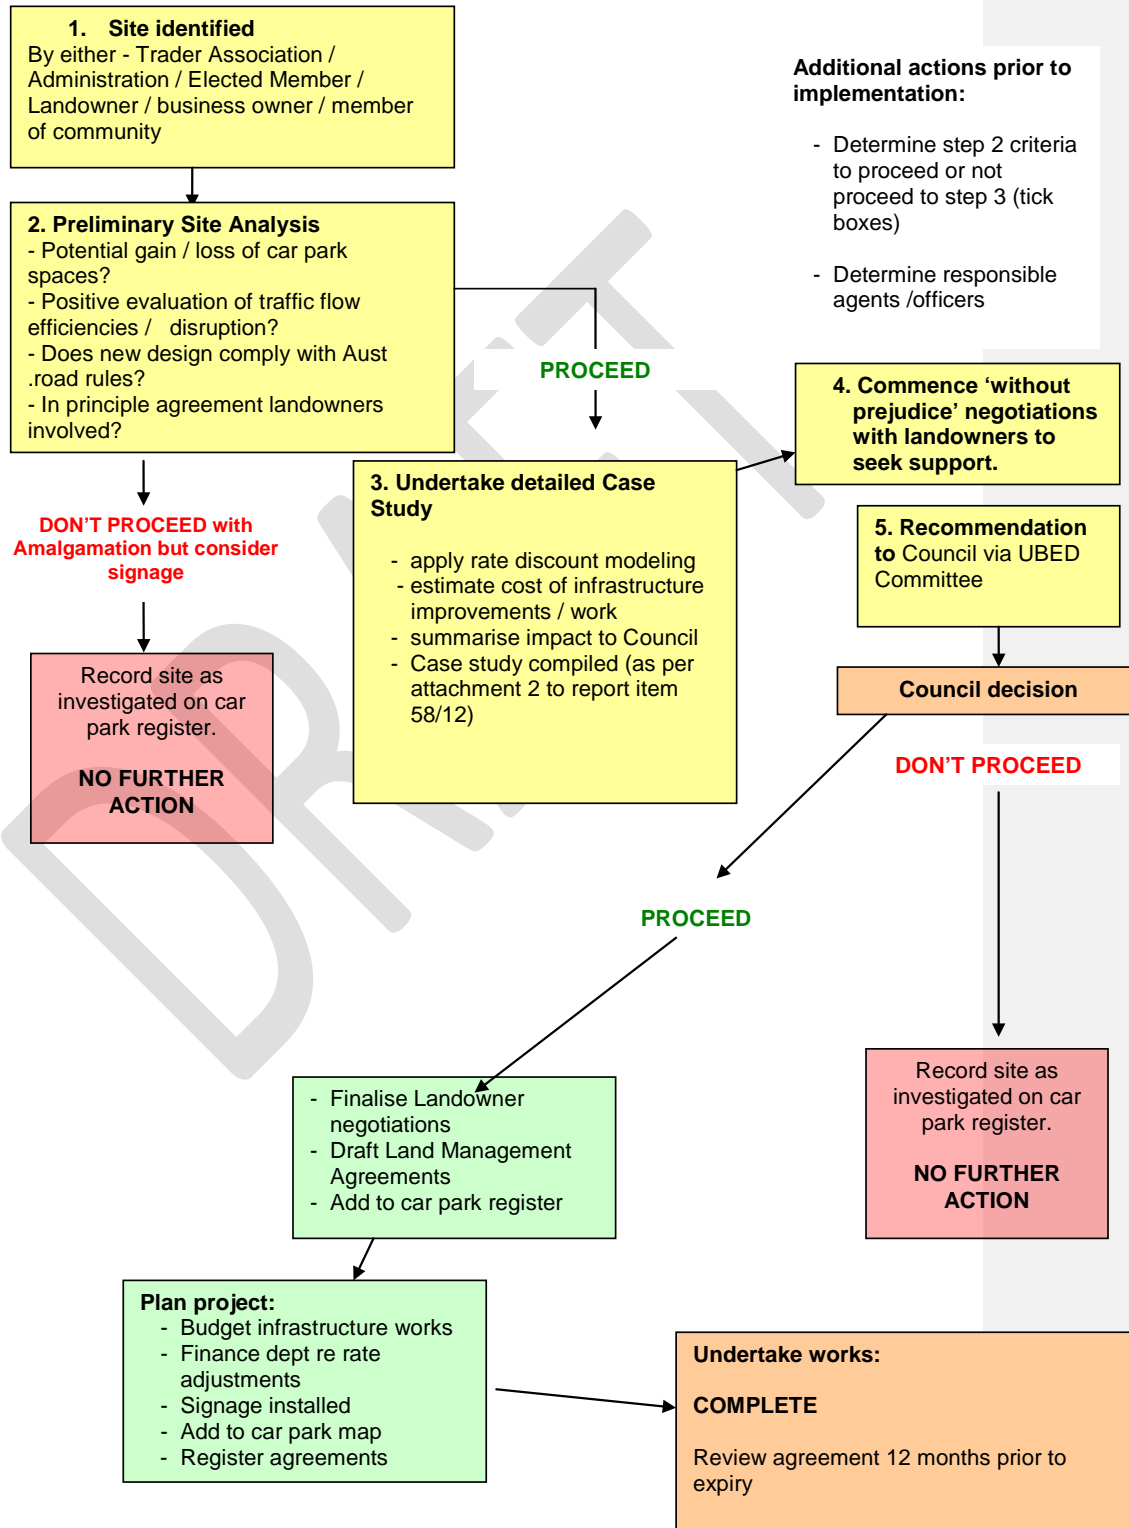 1. Site identified
By either - Trader Association /
Administration / Elected Member /
Landowner / business owner / member
of community
Additional actions prior to
implementation:
- Determine step 2 criteria
to proceed or not
proceed to step 3 (tick
boxes)
- Determine responsible
agents /officers
2. Preliminary Site Analysis
- Potential gain / loss of car park
spaces?
- Positive evaluation of traffic flow
efficiencies / disruption?
- Does new design comply with Aust
.road rules?
- In principle agreement landowners
involved?
PROCEED
DON'T PROCEED with
Amalgamation but consider
signage
Record site as
investigated on car
park register.
NO FURTHER
ACTION
3. Undertake detailed Case
Study
- apply rate discount modeling
- estimate cost of infrastructure
improvements / work
- summarise impact to Council
- Case study compiled (as per
attachment 2 to report item
58/12)
4. Commence ‘without
prejudice’ negotiations
with landowners to
seek support.
5. Recommendation
to Council via UBED
Committee
Council decision
DON'T PROCEED
PROCEED
Record site as
investigated on car
park register.
NO FURTHER
ACTION
- Finalise Landowner
negotiations
- Draft Land Management
Agreements
- Add to car park register
Plan project:
- Budget infrastructure works
- Finance dept re rate
adjustments
- Signage installed
- Add to car park map
- Register agreements
Undertake works:
COMPLETE
Review agreement 12 months prior to
expiry
DRAFT